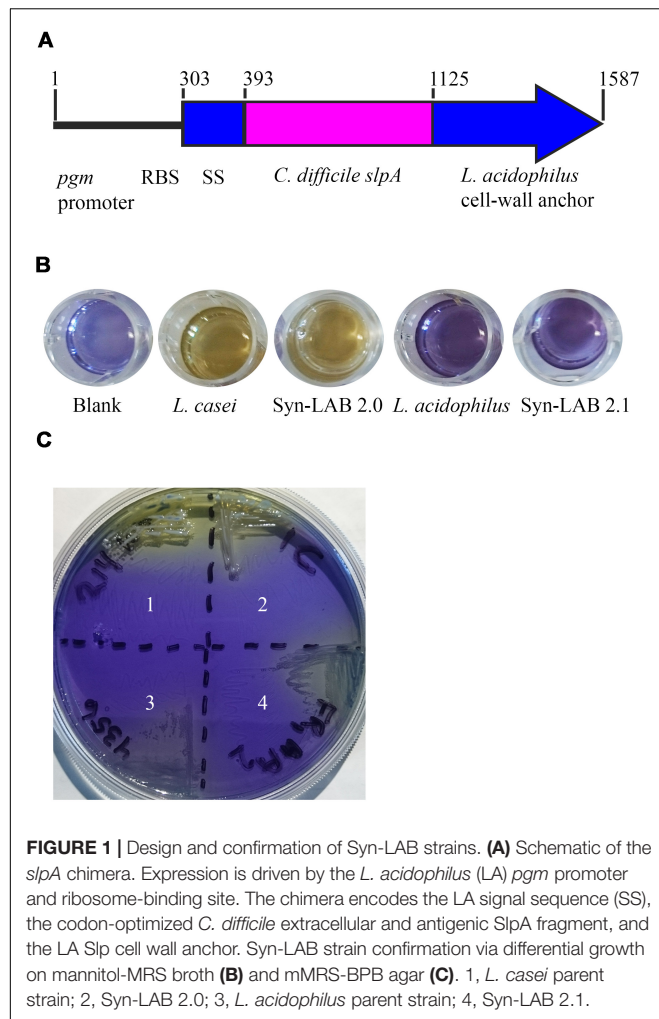 A
1 303 393 1125 1587
pgm RBS SS C. difficile slpA L. acidophilus
promoter cell-wall anchor
B
Blank L. casei Syn-LAB 2.0 L. acidophilus Syn-LAB 2.1
C
1 2
3 4
FIGURE 1 | Design and confirmation of Syn-LAB strains. (A) Schematic of the
slpA chimera. Expression is driven by the L. acidophilus (LA) pgm promoter
and ribosome-binding site. The chimera encodes the LA signal sequence (SS),
the codon-optimized C. difficile extracellular and antigenic SlpA fragment, and
the LA Slp cell wall anchor. Syn-LAB strain confirmation via differential growth
on mannitol-MRS broth (B) and mMRS-BPB agar (C). 1, L. casei parent
strain; 2, Syn-LAB 2.0; 3, L. acidophilus parent strain; 4, Syn-LAB 2.1.